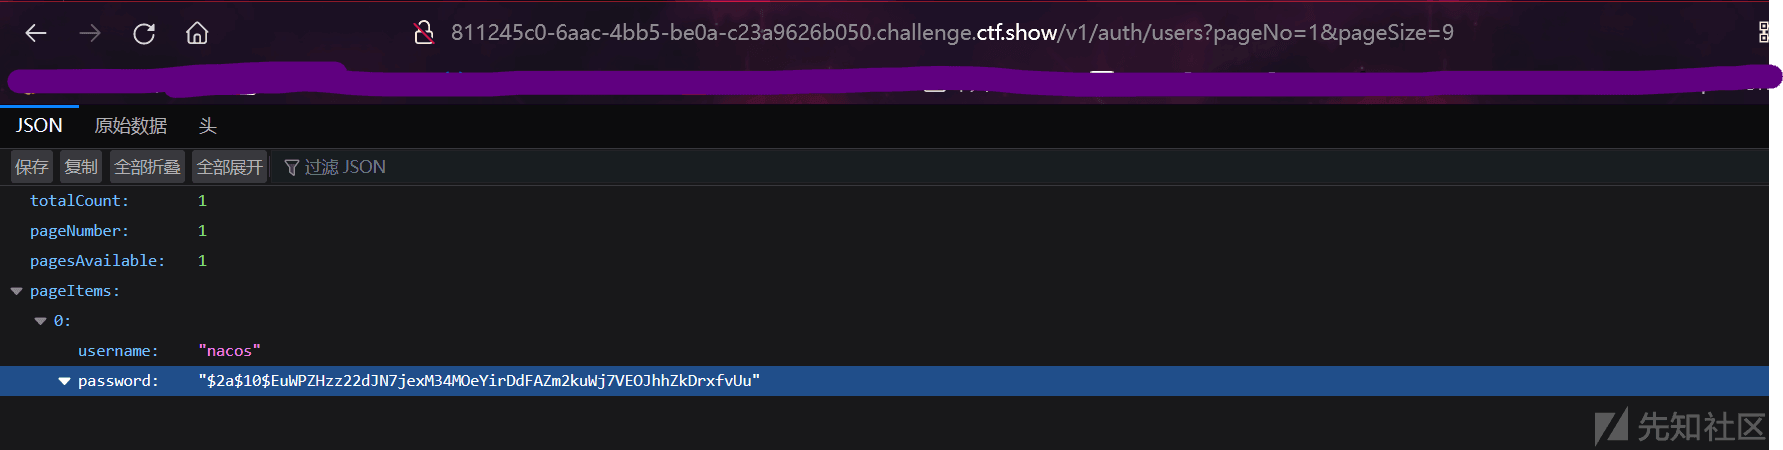 811245c0-6aac-4bb5-be0a-c23a9626b050.challenge.ctf.show/v1/auth/users?pageNo=1&pageSize=9
JSON 原始数据 头
保存 复制 全部折叠 全部展开 过滤 JSON
totalCount: 1
pageNumber: 1
pagesAvailable: 1
pageItems:
0:
username: "nacos"
password: "$2a$10$EuWPZHzz22dJN7jexM34MOeYirDdFAZm2kuWj7VEOJhhZkDrxfvUu"
先知社区